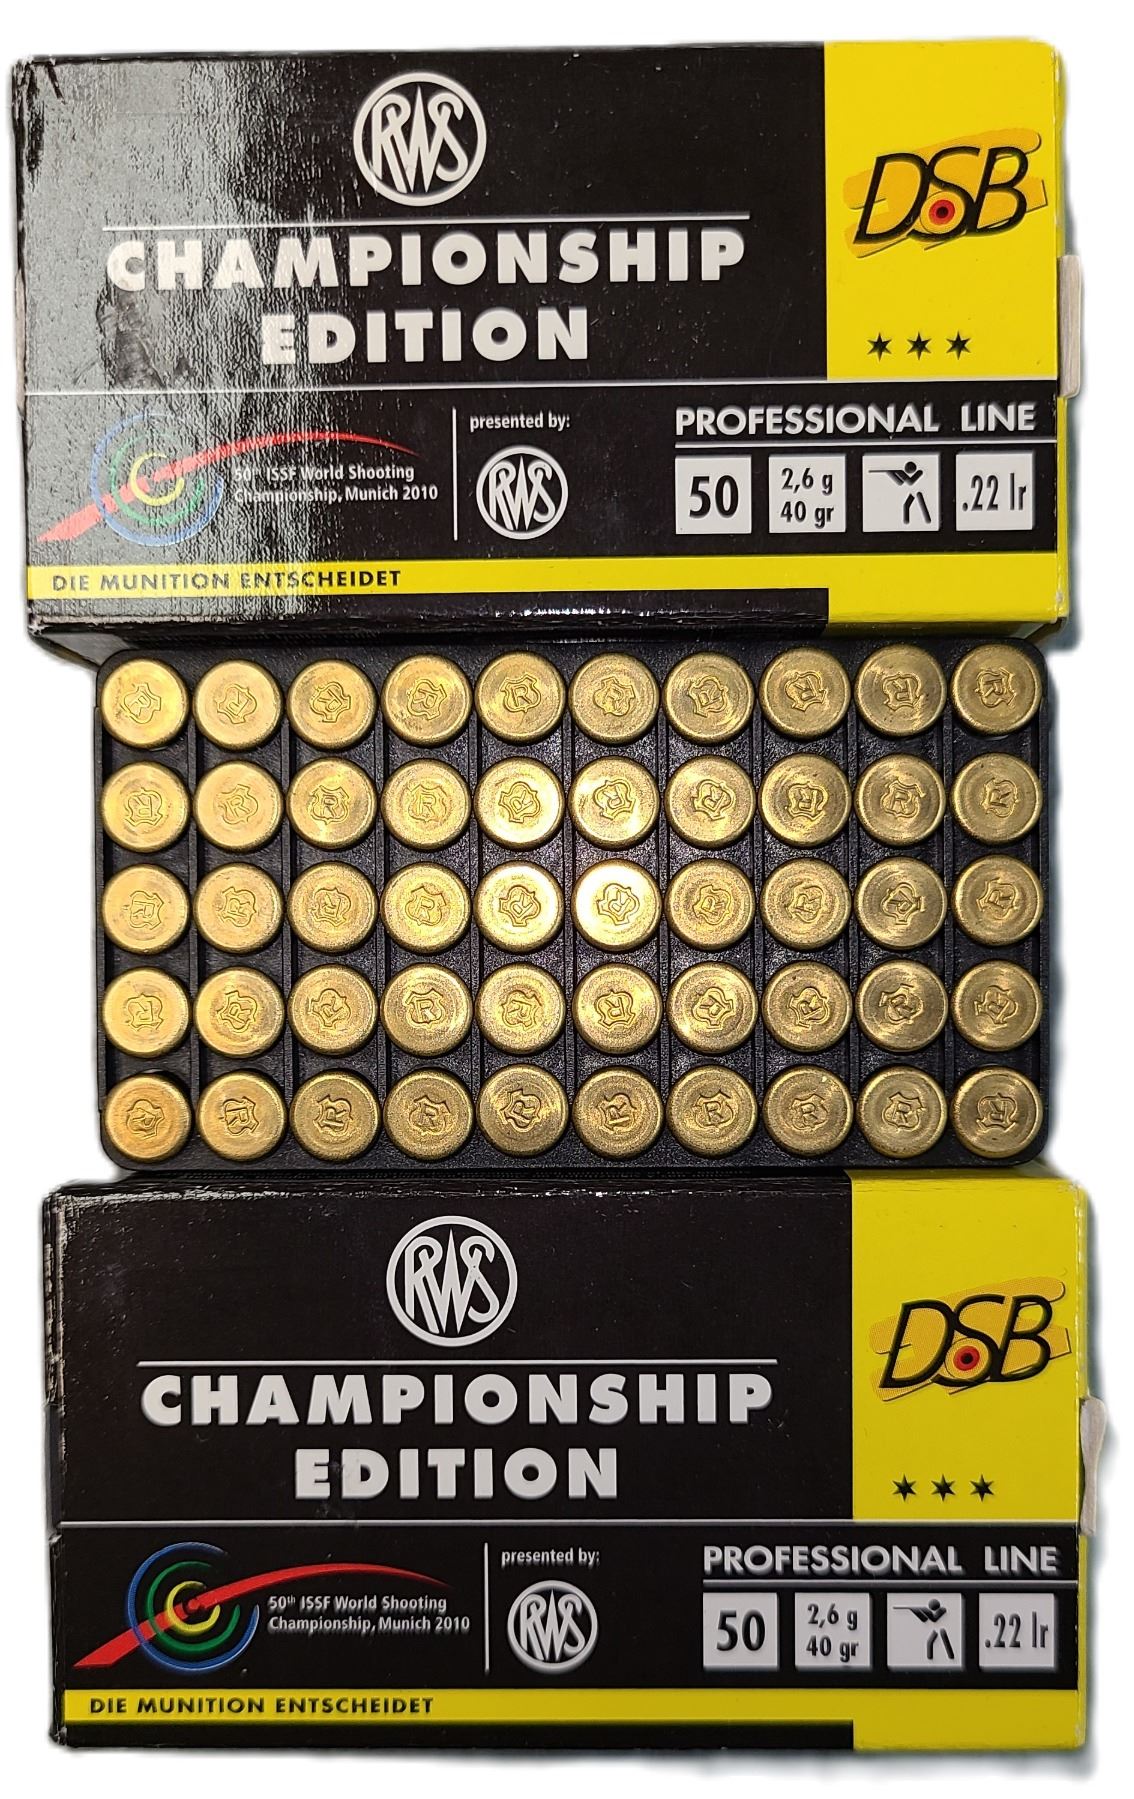 RWS
CHAMPIONSHIP
EDITION
DSB
50th ISSF World Shooting
Championship, Munich 2010
presented by:
RWS
PROFESSIONAL LINE
50
2,6 g
40 gr
.22 lr
DIE MUNITION ENTSCHEIDET
RWS
CHAMPIONSHIP
EDITION
DSB
50th ISSF World Shooting
Championship, Munich 2010
presented by:
RWS
PROFESSIONAL LINE
50
2,6 g
40 gr
.22 lr
DIE MUNITION ENTSCHEIDET